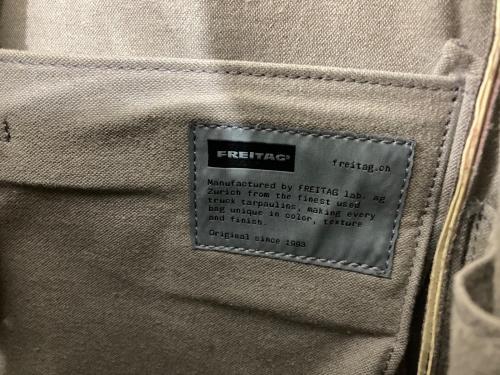 FREITAG®
freitag.ch
Manufactured by FREITAG lab. ag
Zurich from the finest used
truck tarpaulins, making every
bag unique in color, texture
and finish.
Original since 1993